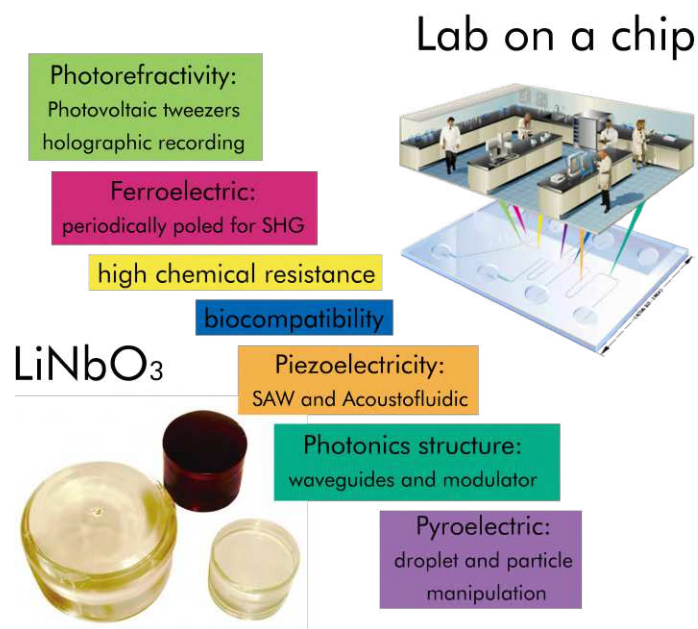 Lab on a chip
Photorefractivity:
Photovoltaic tweezers
holographic recording
Ferroelectric:
periodically poled for SHG
high chemical resistance
biocompatibility
LiNbO3
Piezoelectricity:
SAW and Acoustofluidic
Photonics structure:
waveguides and modulator
Pyroelectric:
droplet and particle
manipulation